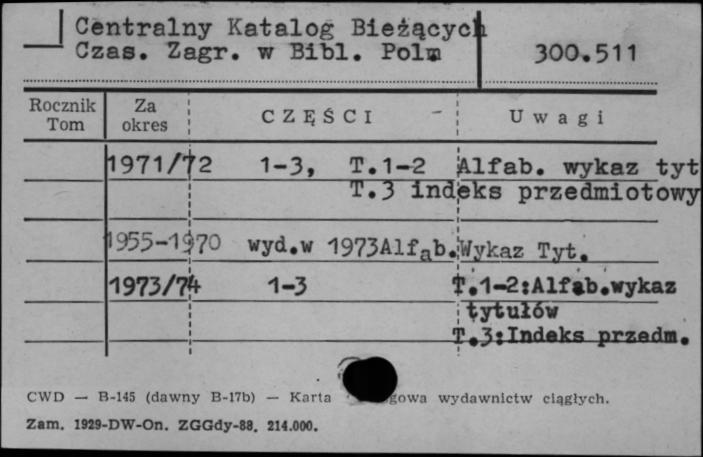 Centralny Katalog Bieżących
Czas. Zagr. w Bibl. Polm 300.511
Rocznik Tom Za okres CZĘŚCI Uwagi
1971/72 1-3, T.1-2 Alfab. wykaz tyt
T.3 indeks przedmiotowy
1955-1970 wyd.w 1973Alfąb.Wykaz Tyt.
1973/74 1-3 T.1-2:Alfab.wykaz
tytułów
T.3:Indeks przedm.
CWD — B-145 (dawny B-17b) — Karta gowa wydawnictw ciągłych.
Zam. 1929-DW-On. ZGGdy-88. 214.000.